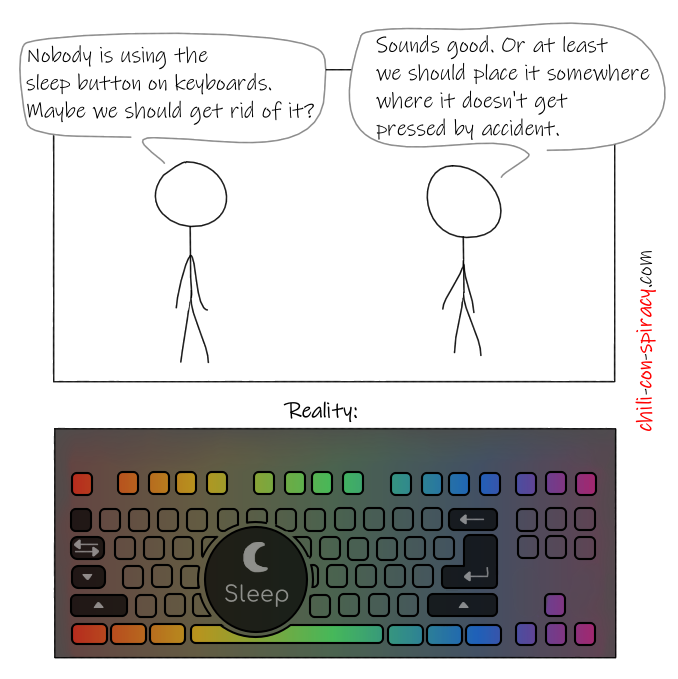 Nobody is using the
sleep button on keyboards.
Maybe we should get rid of it?
Sounds good. Or at least
we should place it somewhere
where it doesn't get
pressed by accident.
chili-con-spiracy.com
Reality:
Sleep